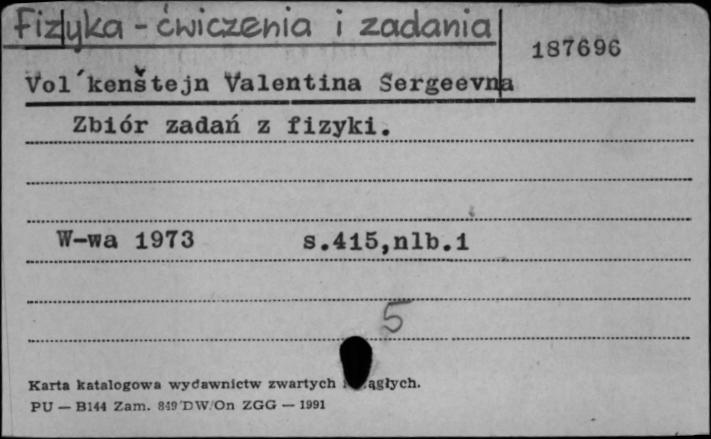 Fizyka - ćwiczenia i zadania
187696
Vol´kenštejn Valentina Sergeevna
Zbiór zadań z fizyki.
W-wa 1973 s.415,nlb.1
5
Karta katalogowa wydawnictw zwartych
PU — B144 Zam. 849 DW/On ZGG — 1991